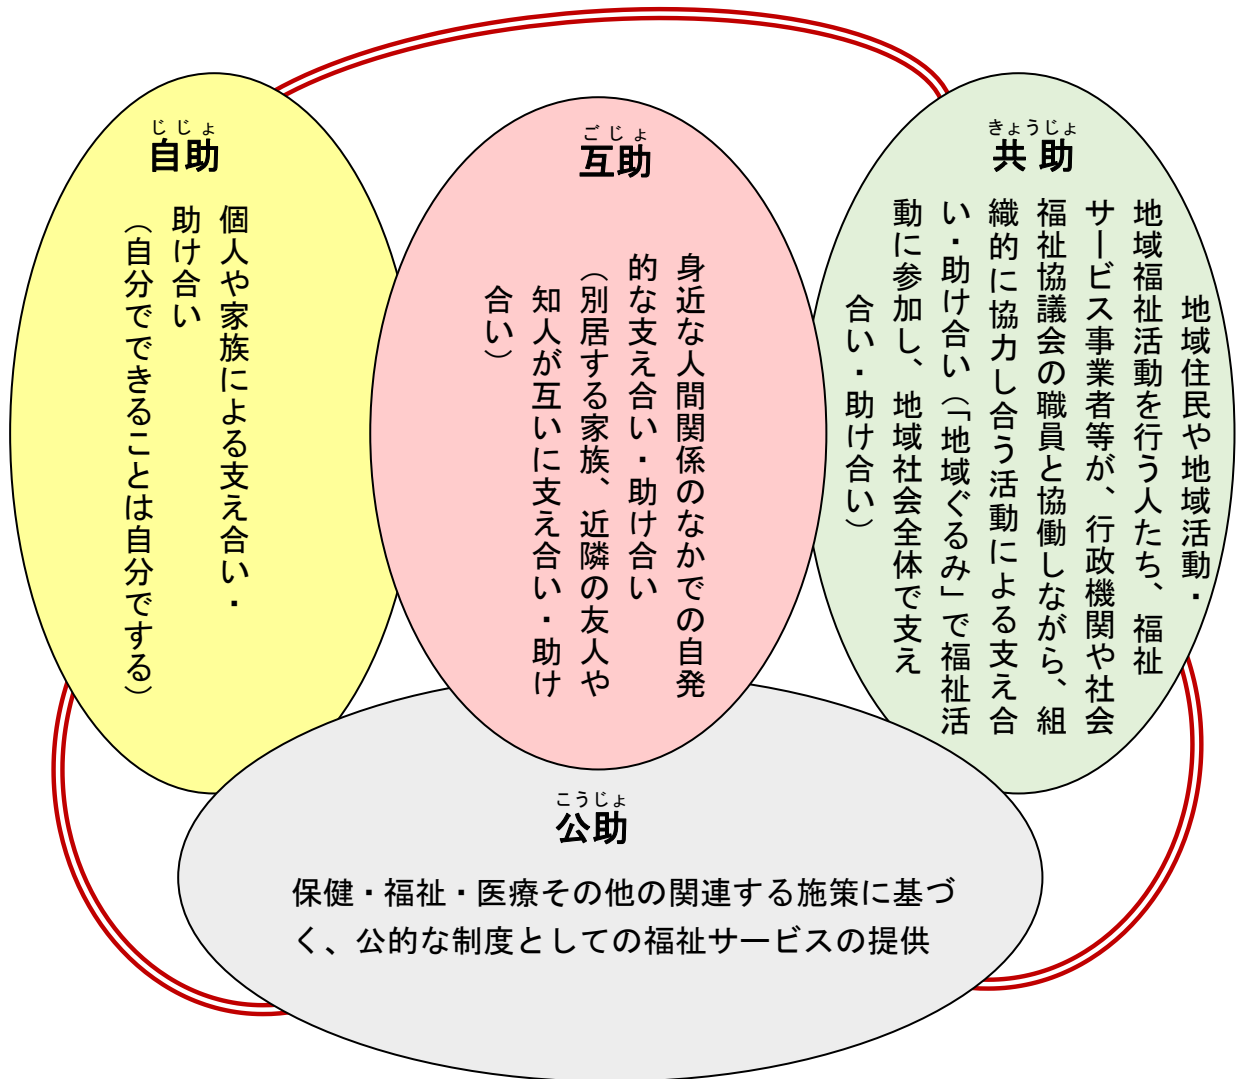 じじょ
自助
個人や家族による支え合い・
助け合い
（自分でできることは自分でする）
ごじょ
互助
身近な人間関係のなかでの自発
的な支え合い・助け合い
（別居する家族、近隣の友人や
知人が互いに支え合い・助け
合い）
きょうじょ
共助
地域住民や地域活動・
地域福祉活動を行う人たち、福祉
サービス事業者等が、行政機関や社会
福祉協議会の職員と協働しながら、組
織的に協力し合う活動による支え合
い・助け合い（「地域ぐるみ」で福祉活
動に参加し、地域社会全体で支え
合い・助け合い）
こうじょ
公助
保健・福祉・医療その他の関連する施策に基づ
く、公的な制度としての福祉サービスの提供